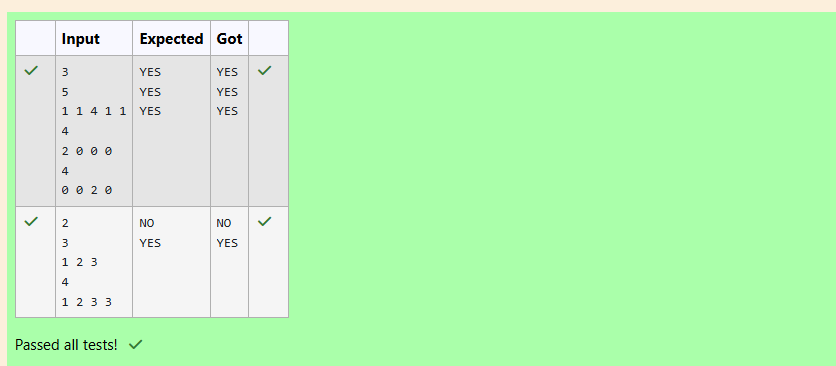 Input Expected Got
3 YES YES
5 YES YES
1 1 4 1 1 YES YES
4
2 0 0 0
4
0 0 2 0
2 NO NO
3 YES YES
1 2 3
4
1 2 3 3
Passed all tests!